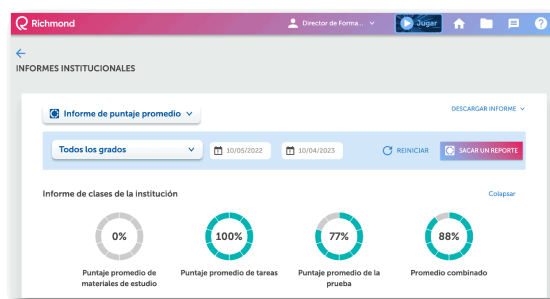 Richmond
Director de Forma...
Jugar
INFORMES INSTITUCIONALES
Informe de puntaje promedio
DESCARGAR INFORME
Todos los grados
10/05/2022
10/04/2023
REINICIAR
SACAR UN REPORTE
Informe de clases de la institución
Colapsar
0%
100%
77%
88%
Puntaje promedio de
materiales de estudio
Puntaje promedio de tareas
Puntaje promedio de la
prueba
Promedio combinado